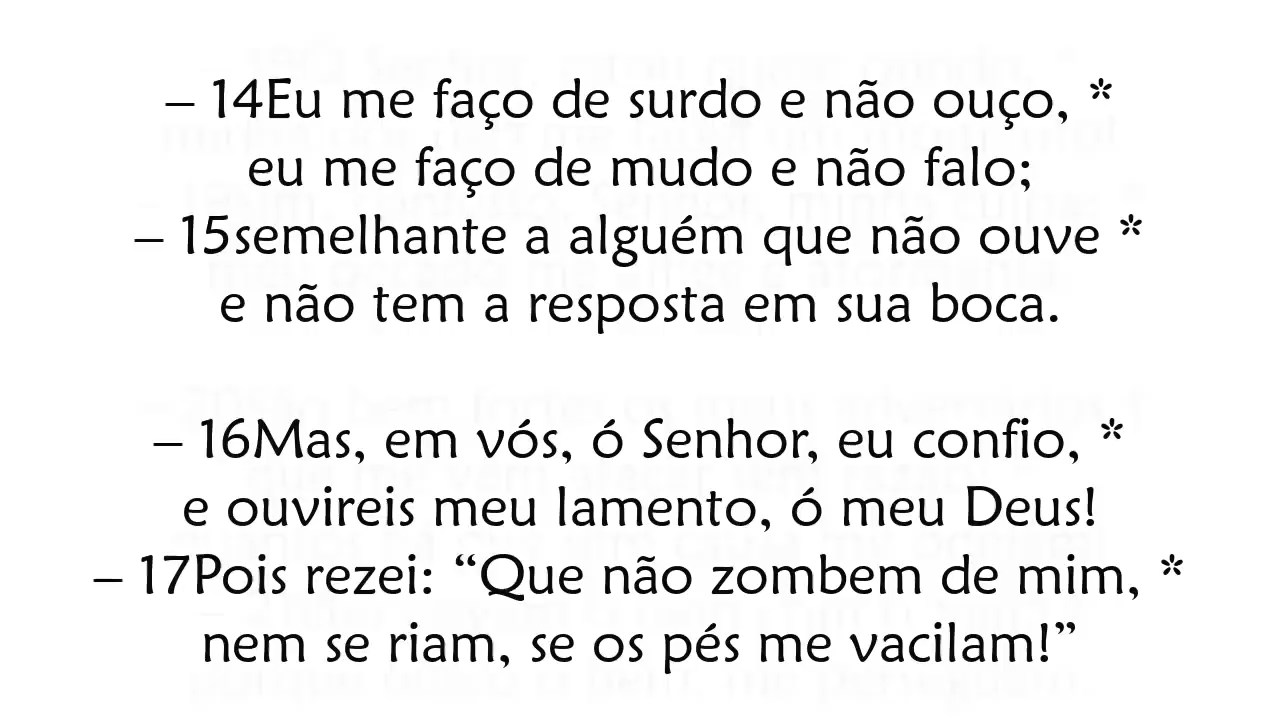 – 14Eu me faço de surdo e não ouço, *
eu me faço de mudo e não falo;
– 15semelhante a alguém que não ouve *
e não tem a resposta em sua boca.
– 16Mas, em vós, ó Senhor, eu confio, *
e ouvireis meu lamento, ó meu Deus!
– 17Pois rezei: “Que não zombem de mim, *
nem se riam, se os pés me vacilam!”